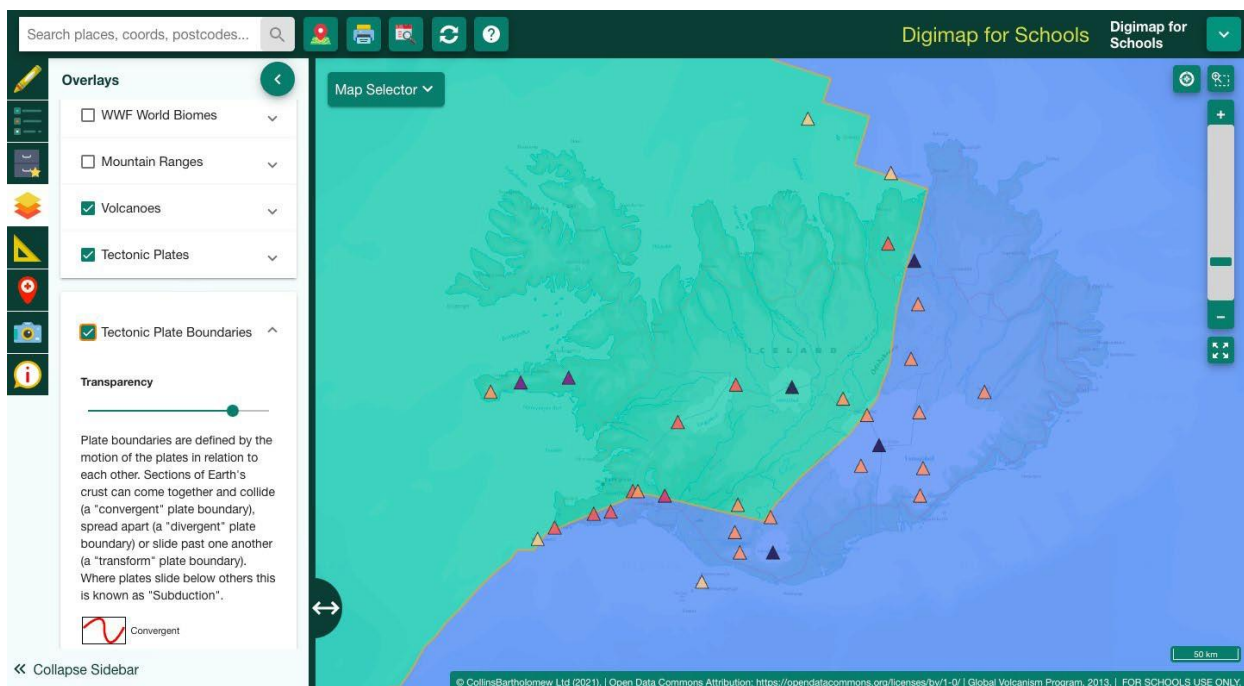 Search places, coords, postcodes...
Digimap for Schools
Digimap for
Schools
Overlays
WWF World Biomes
Mountain Ranges
Volcanoes
Tectonic Plates
Tectonic Plate Boundaries
Transparency
Plate boundaries are defined by the
motion of the plates in relation to
each other. Sections of Earth's
crust can come together and collide
(a "convergent" plate boundary),
spread apart (a "divergent" plate
boundary) or slide past one another
(a "transform" plate boundary).
Where plates slide below others this
is known as "Subduction".
Convergent
« Collapse Sidebar
Map Selector
ICELAND
+
−
50 km
© CollinsBartholomew Ltd (2021). | Open Data Commons Attribution: https://opendatacommons.org/licenses/by/1-0/ | Global Volcanism Program, 2013. | FOR SCHOOLS USE ONLY.